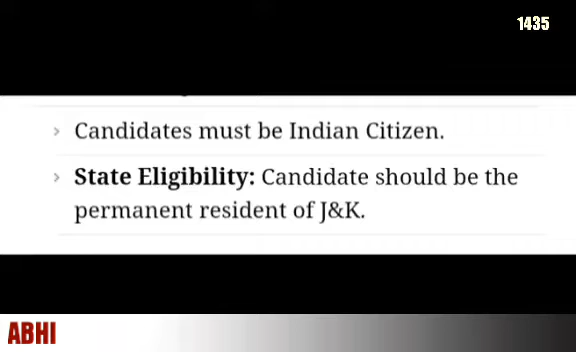 1435
Candidates must be Indian Citizen.
State Eligibility: Candidate should be the
permanent resident of J&K.
ABHI